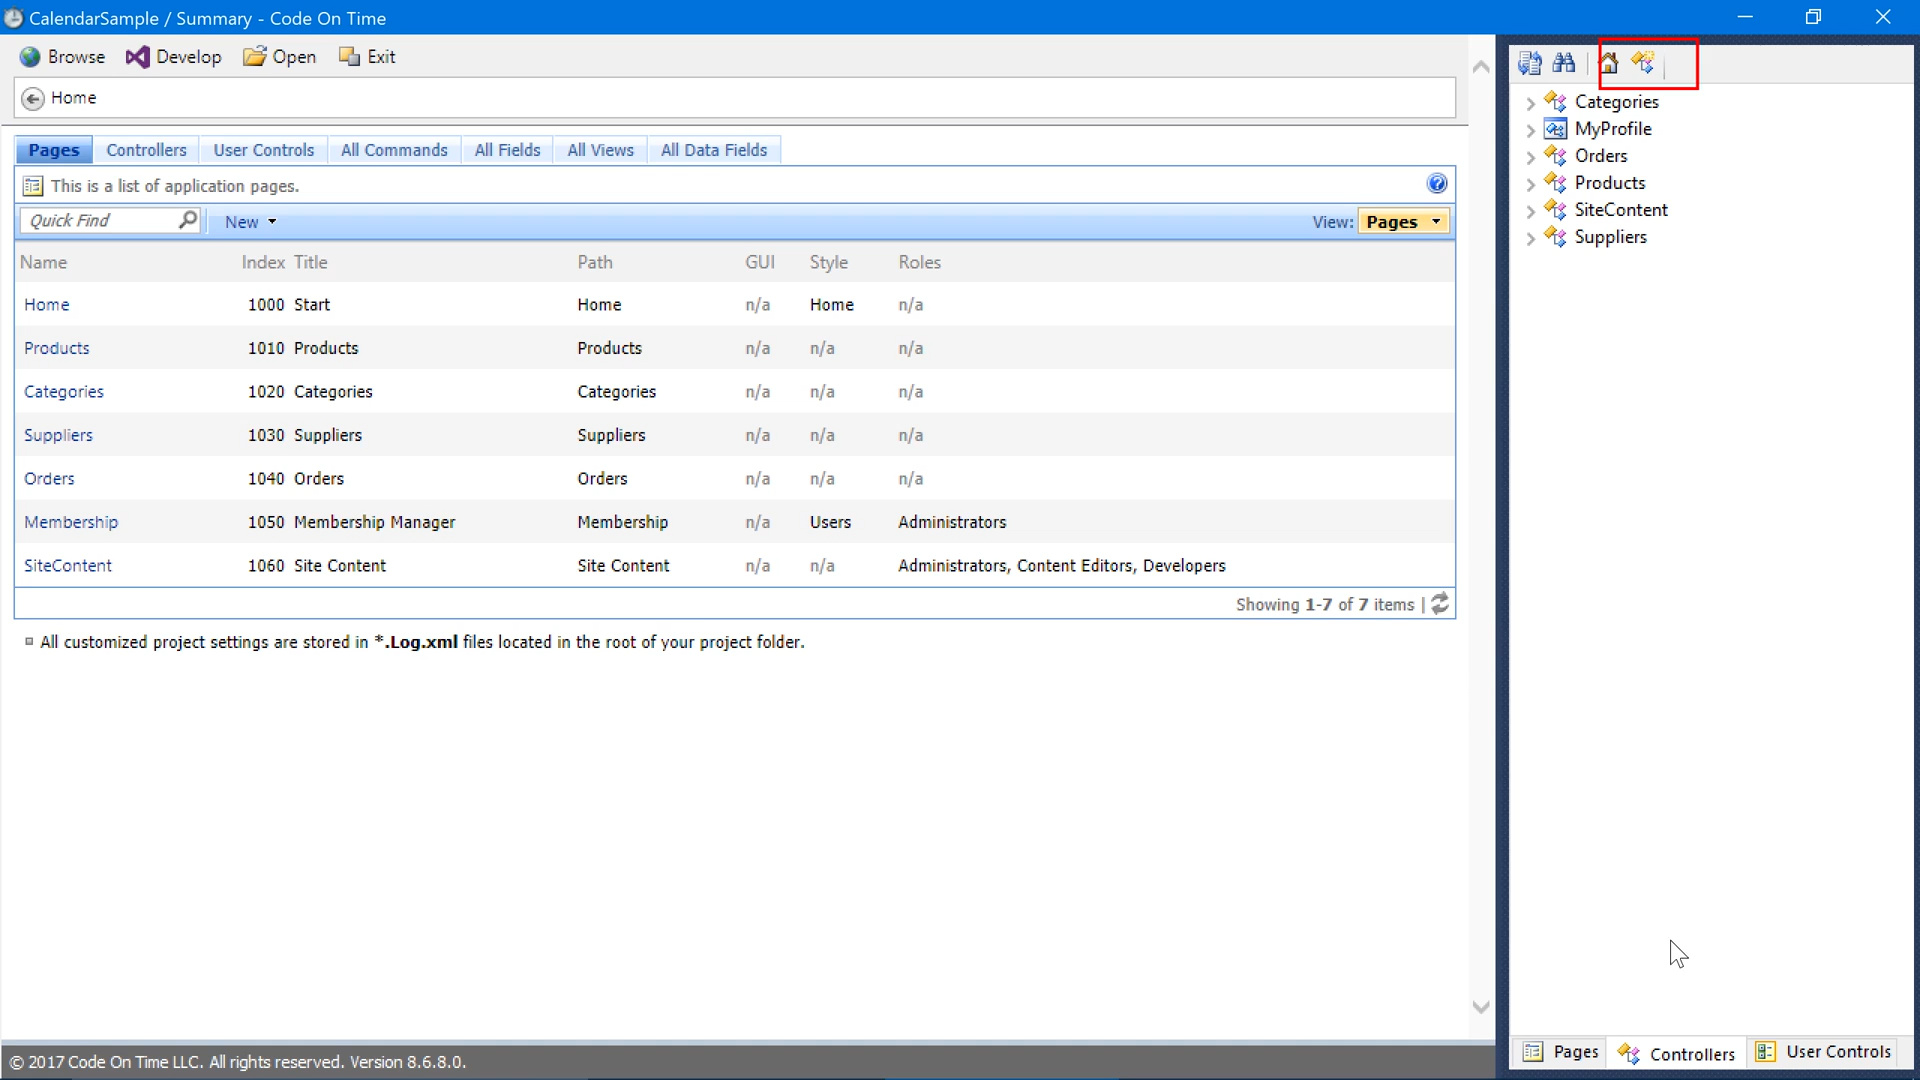 CalendarSample / Summary - Code On Time
Browse Develop Open Exit
Home
Pages Controllers User Controls All Commands All Fields All Views All Data Fields
This is a list of application pages.
Quick Find New View: Pages
Name Index Title Path GUI Style Roles
Home 1000 Start Home n/a Home n/a
Products 1010 Products Products n/a n/a n/a
Categories 1020 Categories Categories n/a n/a n/a
Suppliers 1030 Suppliers Suppliers n/a n/a n/a
Orders 1040 Orders Orders n/a n/a n/a
Membership 1050 Membership Manager Membership n/a Users Administrators
SiteContent 1060 Site Content Site Content n/a n/a Administrators, Content Editors, Developers
Showing 1-7 of 7 items |
All customized project settings are stored in *.Log.xml files located in the root of your project folder.
© 2017 Code On Time LLC. All rights reserved. Version 8.6.8.0.
Categories
MyProfile
Orders
Products
SiteContent
Suppliers
Pages Controllers User Controls